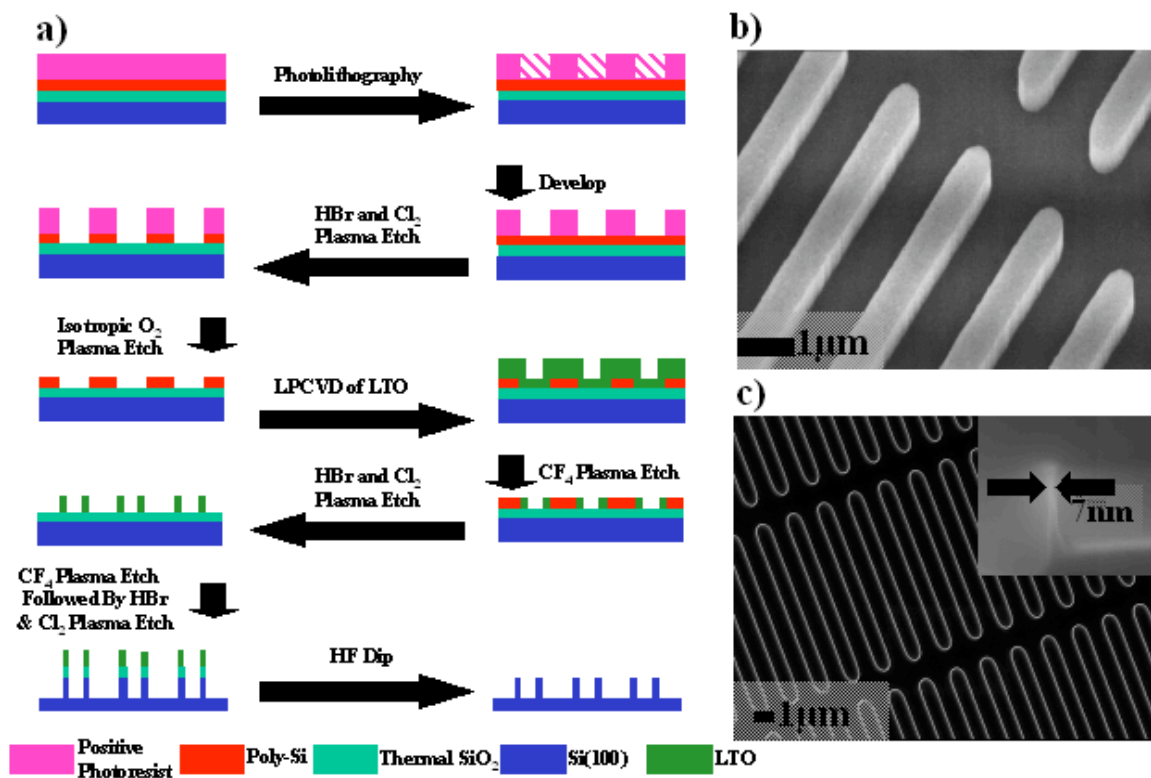 a)
Photolithography
Develop
HBr and Cl2
Plasma Etch
Isotropic O2
Plasma Etch
LPCVD of LTO
HBr and Cl2
Plasma Etch
CF4 Plasma Etch
CF4 Plasma Etch
Followed By HBr
& Cl2 Plasma Etch
HF Dip
Positive
Photoresist
Poly-Si
Thermal SiO2
Si(100)
LTO
b)
1μm
c)
7nm
1μm